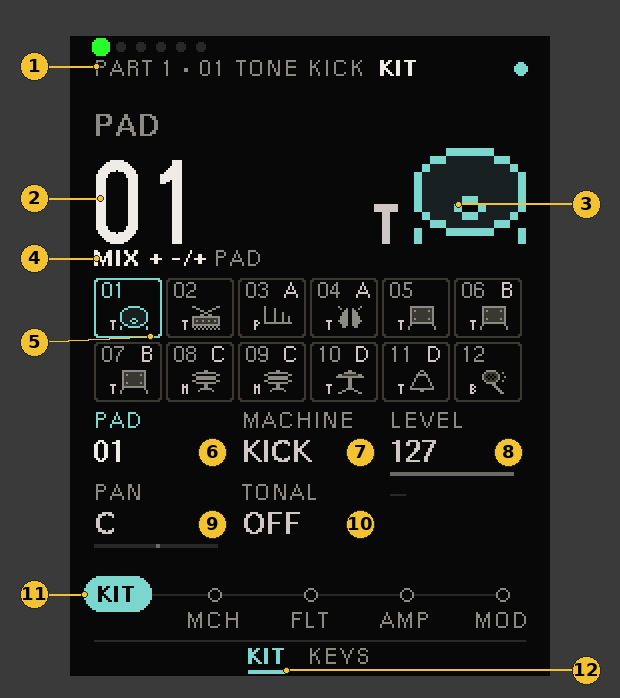 1 PART 1 · 01 TONE KICK KIT
PAD
2 01 T 3
4 MIX + -/+ PAD
01 02 03 A 04 A 05 06 B
T T P T T T
5
07 B 08 C 09 C 10 D 11 D 12
T M M T T B
PAD MACHINE LEVEL
01 6 KICK 7 127 8
PAN TONAL —
C 9 OFF 10
11 KIT
MCH FLT AMP MOD
KIT KEYS
12